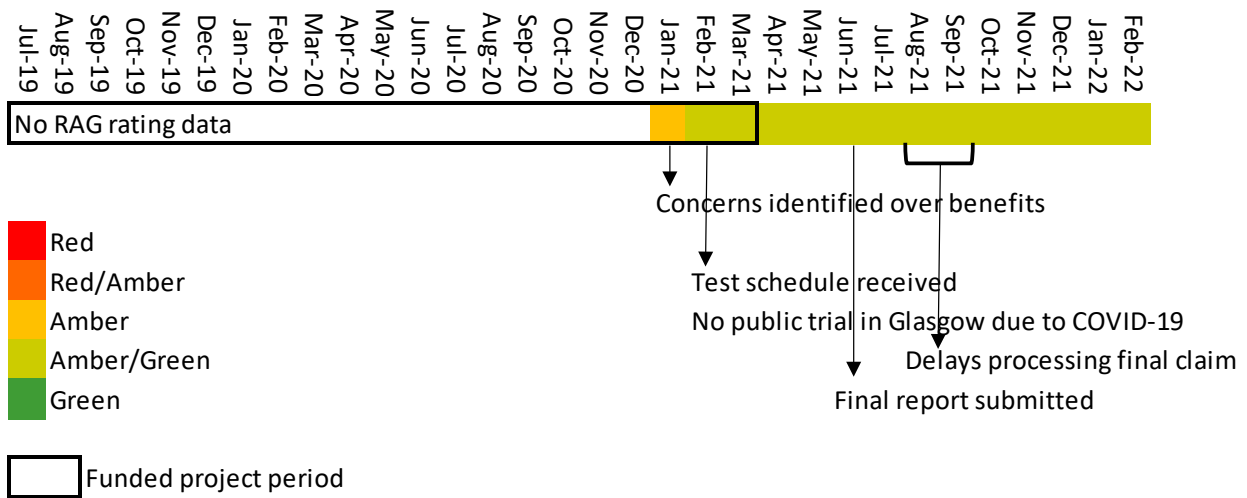 Jul-19
Aug-19
Sep-19
Oct-19
Nov-19
Dec-19
Jan-20
Feb-20
Mar-20
Apr-20
May-20
Jun-20
Jul-20
Aug-20
Sep-20
Oct-20
Nov-20
Dec-20
Jan-21
Feb-21
Mar-21
Apr-21
May-21
Jun-21
Jul-21
Aug-21
Sep-21
Oct-21
Nov-21
Dec-21
Jan-22
Feb-22
No RAG rating data
Concerns identified over benefits
Red
Red/Amber
Amber
Amber/Green
Green
Test schedule received
No public trial in Glasgow due to COVID-19
Delays processing final claim
Final report submitted
Funded project period